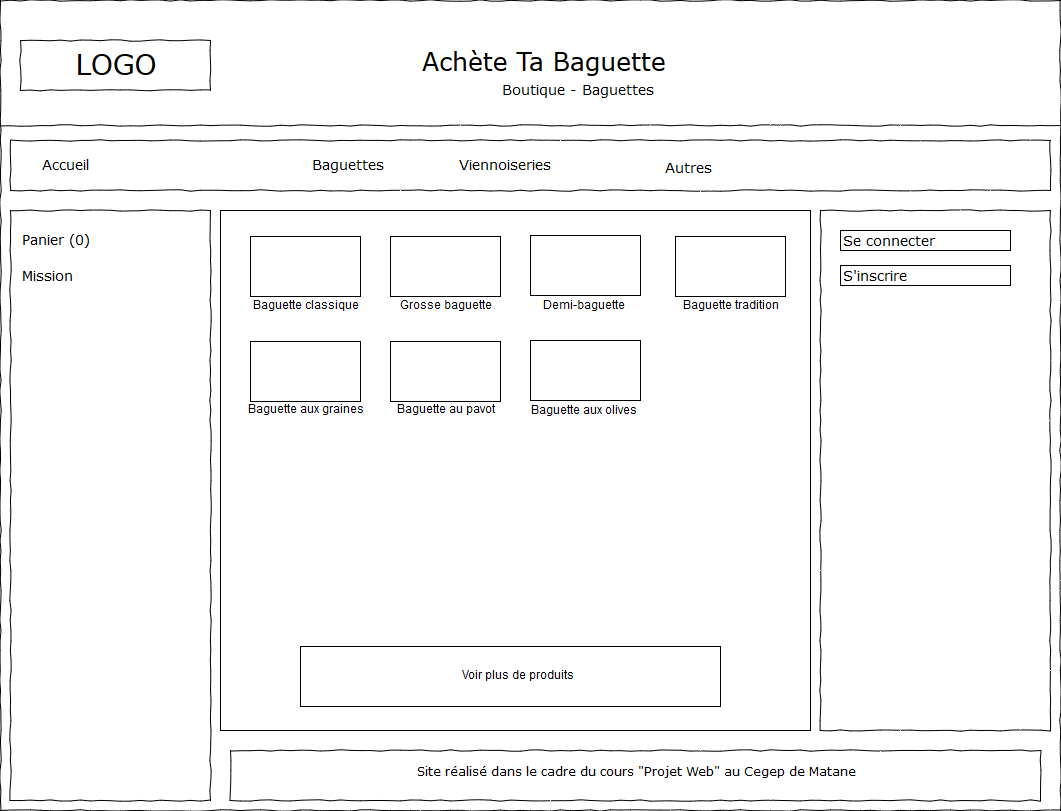 LOGO
Achète Ta Baguette
Boutique - Baguettes
Accueil
Baguettes
Viennoiseries
Autres
Panier (0)
Mission
Baguette classique
Grosse baguette
Demi-baguette
Baguette tradition
Baguette aux graines
Baguette au pavot
Baguette aux olives
Voir plus de produits
Se connecter
S'inscrire
Site réalisé dans le cadre du cours "Projet Web" au Cegep de Matane